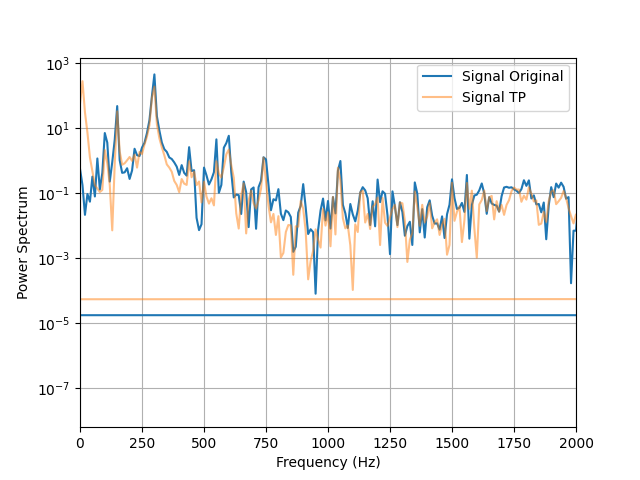 Signal Original
Signal TP
Power Spectrum
10³
10¹
10⁻¹
10⁻³
10⁻⁵
10⁻⁷
0 250 500 750 1000 1250 1500 1750 2000
Frequency (Hz)